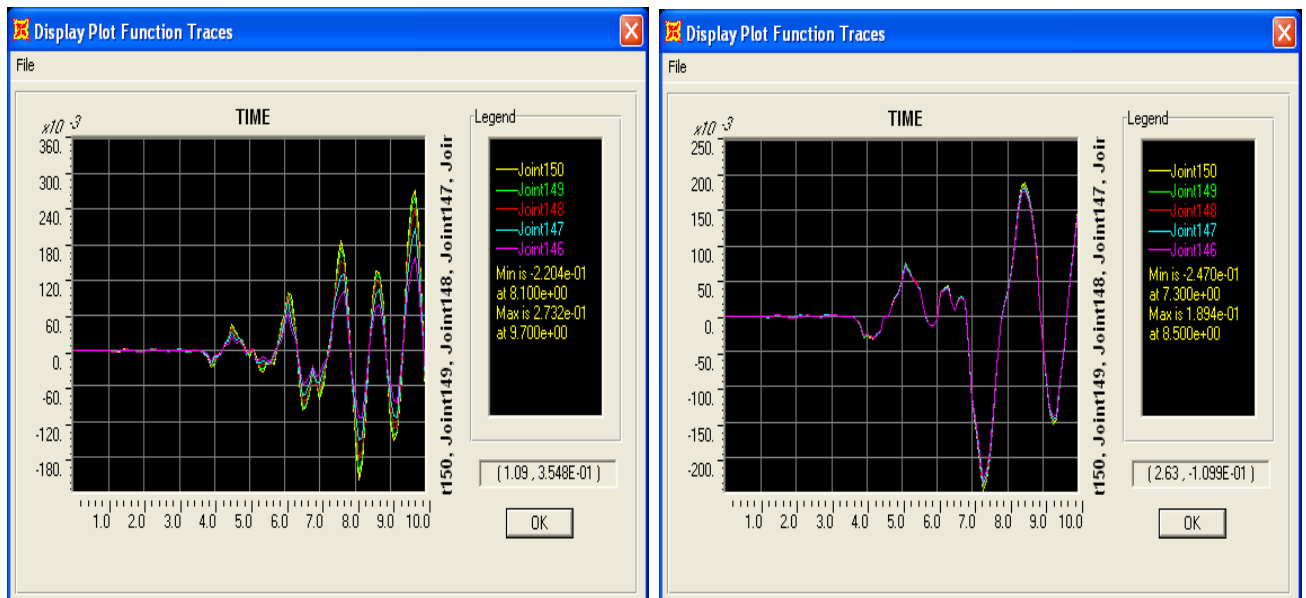 Display Plot Function Traces
File
TIME
x10 -3
360.
300.
240.
180.
120.
60.
0.
-60.
-120.
-180.
1.0 2.0 3.0 4.0 5.0 6.0 7.0 8.0 9.0 10.0
t150, Joint149, Joint148, Joint147, Joir
Legend
Joint150
Joint149
Joint148
Joint147
Joint146
Min is -2.204e-01
at 8.100e+00
Max is 2.732e-01
at 9.700e+00
( 1.09 , 3.548E-01 )
OK
Display Plot Function Traces
File
TIME
x10 -3
250.
200.
150.
100.
50.
0.
-50.
-100.
-150.
-200.
1.0 2.0 3.0 4.0 5.0 6.0 7.0 8.0 9.0 10.0
t150, Joint149, Joint148, Joint147, Joir
Legend
Joint150
Joint149
Joint148
Joint147
Joint146
Min is -2.470e-01
at 7.300e+00
Max is 1.894e-01
at 8.500e+00
( 2.63 , -1.099E-01 )
OK